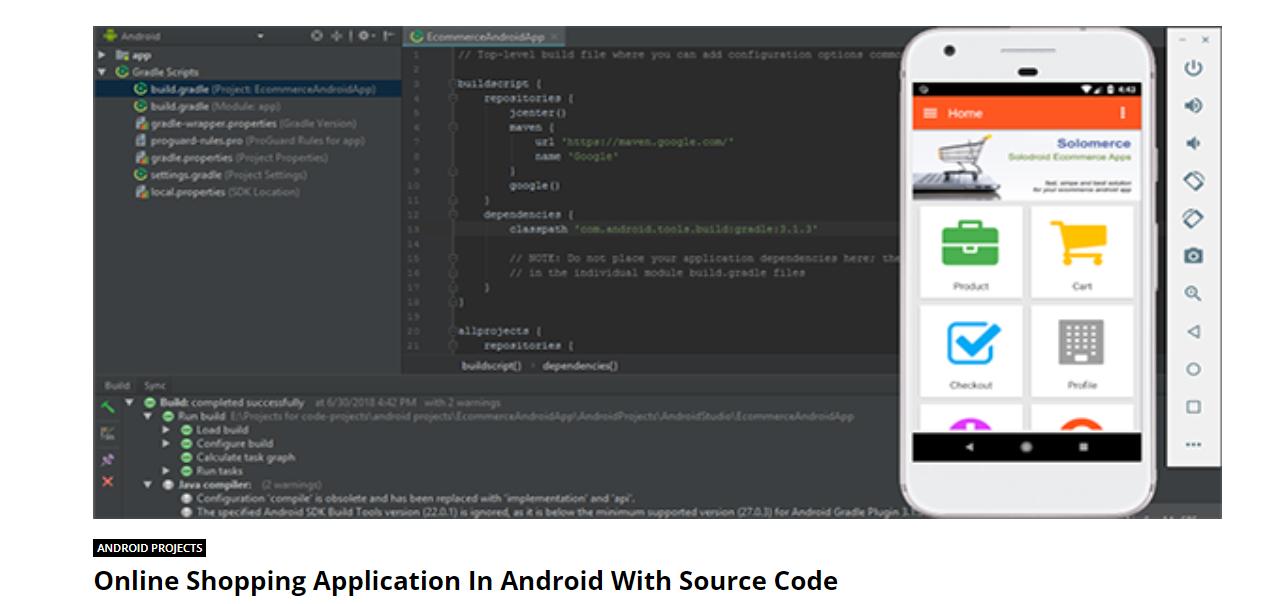 Android
EcommerceAndroidApp
app
Gradle Scripts
build.gradle (Project: EcommerceAndroidApp)
build.gradle (Module: app)
gradle-wrapper.properties (Gradle Version)
proguard-rules.pro (ProGuard Rules for app)
gradle.properties (Project Properties)
settings.gradle (Project Settings)
local.properties (SDK Location)
1 // Top-level build file where you can add configuration options comm
2
3 buildscript {
4 repositories {
5 jcenter()
6 maven {
7 url 'https://maven.google.com/'
8 name 'Google'
9 }
10 google()
11 }
12 dependencies {
13 classpath 'com.android.tools.build:gradle:3.1.3'
14
15 // NOTE: Do not place your application dependencies here; the
16 // in the individual module build.gradle files
17 }
18 }
19
20 allprojects {
21 repositories {
buildscript() › dependencies()
4:43
Home
Solomerce
Solodroid Ecommerce Apps
fast, simple and best solution
for your ecommerce android app
Product
Cart
Checkout
Profile
Build Sync
Build: completed successfully at 6/30/2018 4:42 PM with 2 warnings
Run build E:\Projects for code-projects\android projects\EcommerceAndroidApp\AndroidProjects\AndroidStudio\EcommerceAndroidApp
Load build
Configure build
Calculate task graph
Run tasks
Java compiler: (2 warnings)
Configuration 'compile' is obsolete and has been replaced with 'implementation' and 'api'.
The specified Android SDK Build Tools version (22.0.1) is ignored, as it is below the minimum supported version (27.0.3) for Android Gradle Plugin 3.1.
ANDROID PROJECTS
Online Shopping Application In Android With Source Code